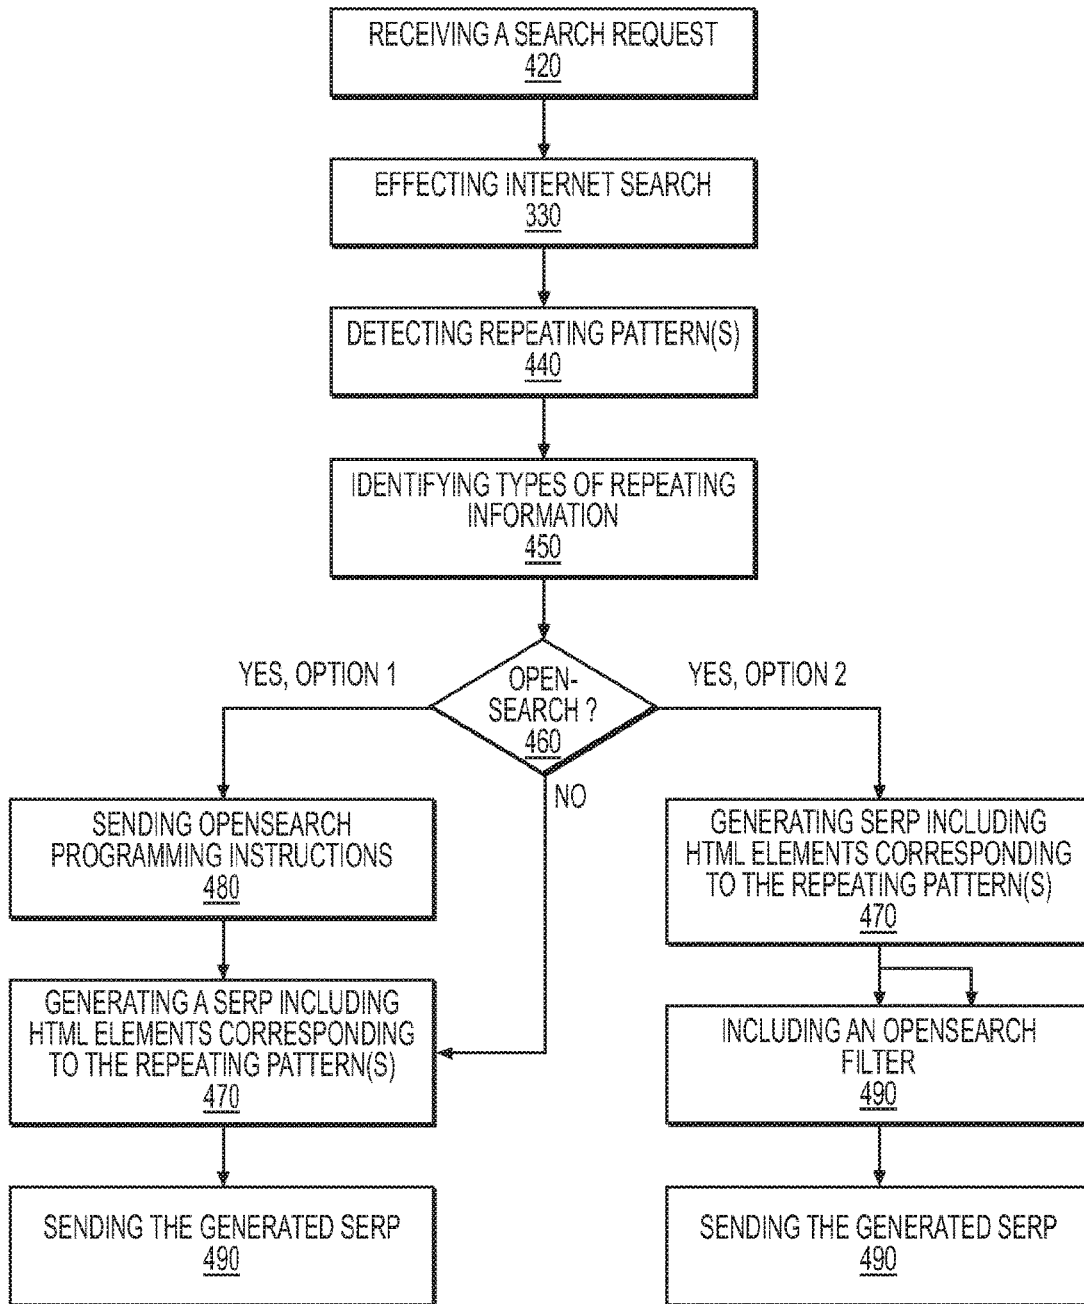 RECEIVING A SEARCH REQUEST
420
EFFECTING INTERNET SEARCH
330
DETECTING REPEATING PATTERN(S)
440
IDENTIFYING TYPES OF REPEATING
INFORMATION
450
YES, OPTION 1
OPEN-
SEARCH ?
460
YES, OPTION 2
NO
SENDING OPENSEARCH
PROGRAMMING INSTRUCTIONS
480
GENERATING A SERP INCLUDING
HTML ELEMENTS CORRESPONDING
TO THE REPEATING PATTERN(S)
470
SENDING THE GENERATED SERP
490
GENERATING SERP INCLUDING
HTML ELEMENTS CORRESPONDING
TO THE REPEATING PATTERN(S)
470
INCLUDING AN OPENSEARCH
FILTER
490
SENDING THE GENERATED SERP
490